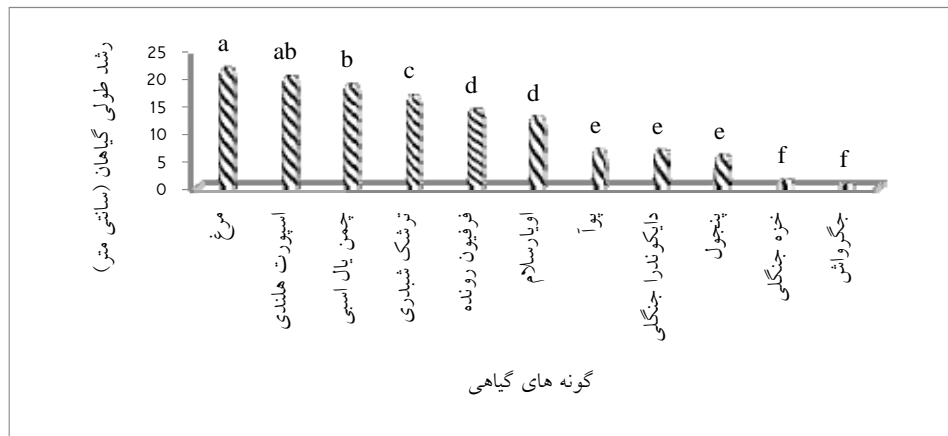 رشد طولی گیاهان (سانتی متر)
25
20
15
10
5
0
a
ab
b
c
d
d
e
e
e
f
f
مرغ
اسپورت هلندی
چمن یال اسبی
ترشک شبدری
فرفیون رونده
اویارسلام
پوآ
دایکوندرا جنگلی
پنجول
خزه جنگلی
جگرواش
گونه های گیاهی